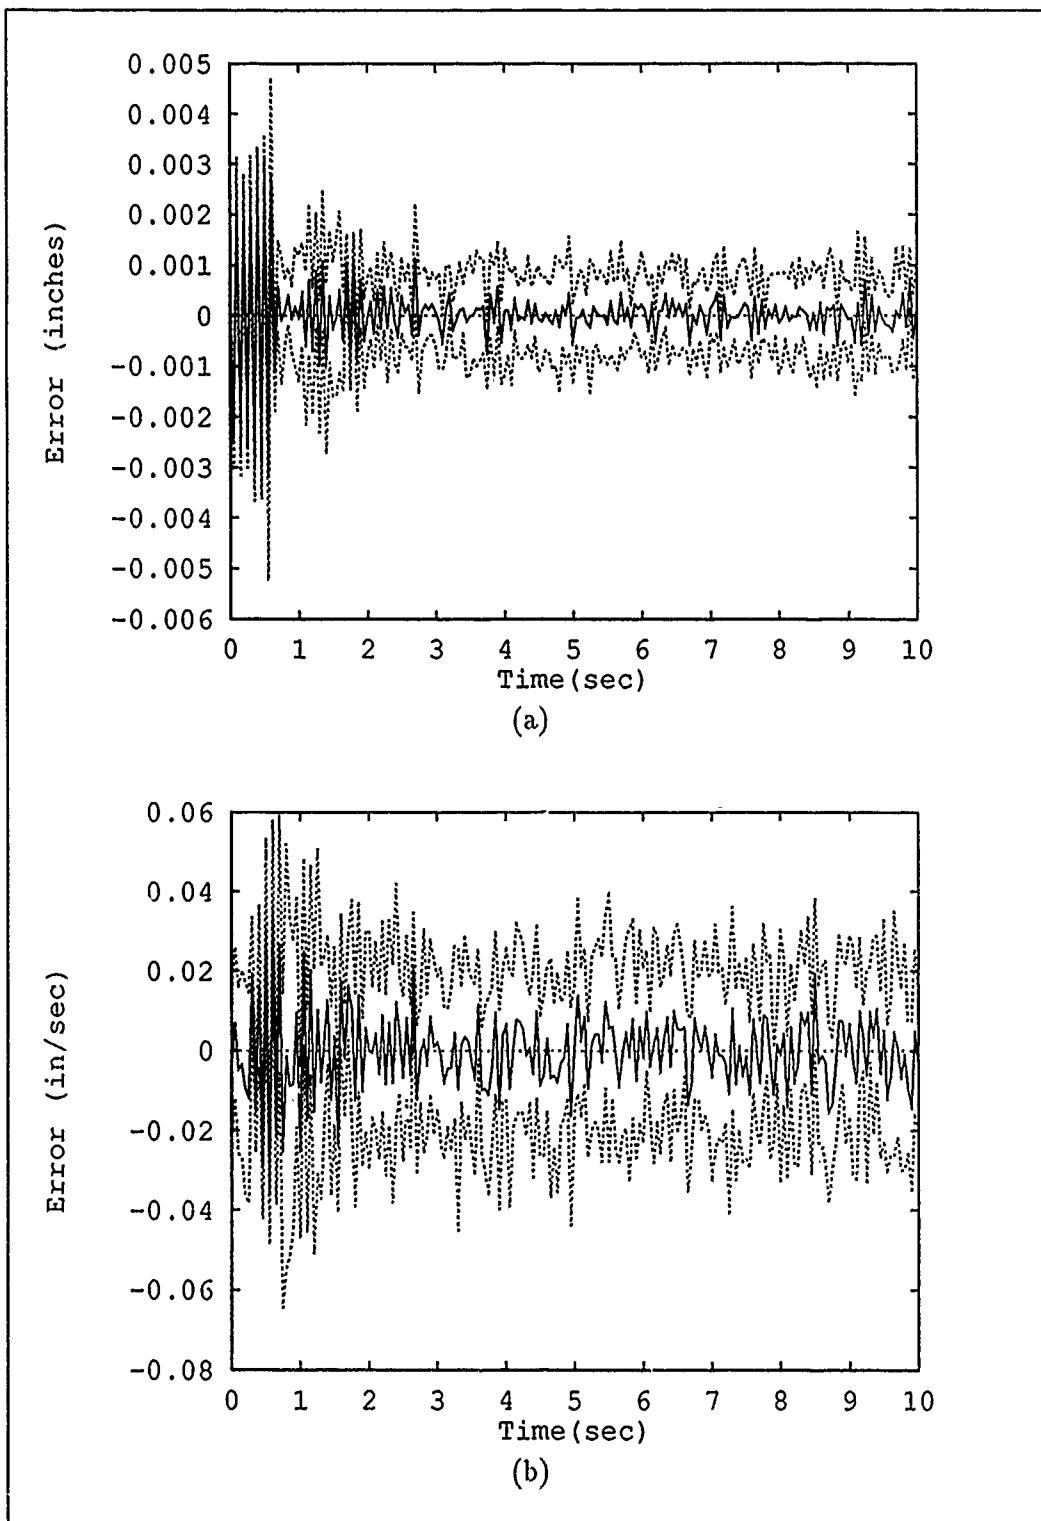 0.005
0.004
0.003
0.002
0.001
0
-0.001
-0.002
-0.003
-0.004
-0.005
-0.006
Error (inches)
0 1 2 3 4 5 6 7 8 9 10
Time(sec)
(a)
0.06
0.04
0.02
0
-0.02
-0.04
-0.06
-0.08
Error (in/sec)
0 1 2 3 4 5 6 7 8 9 10
Time(sec)
(b)